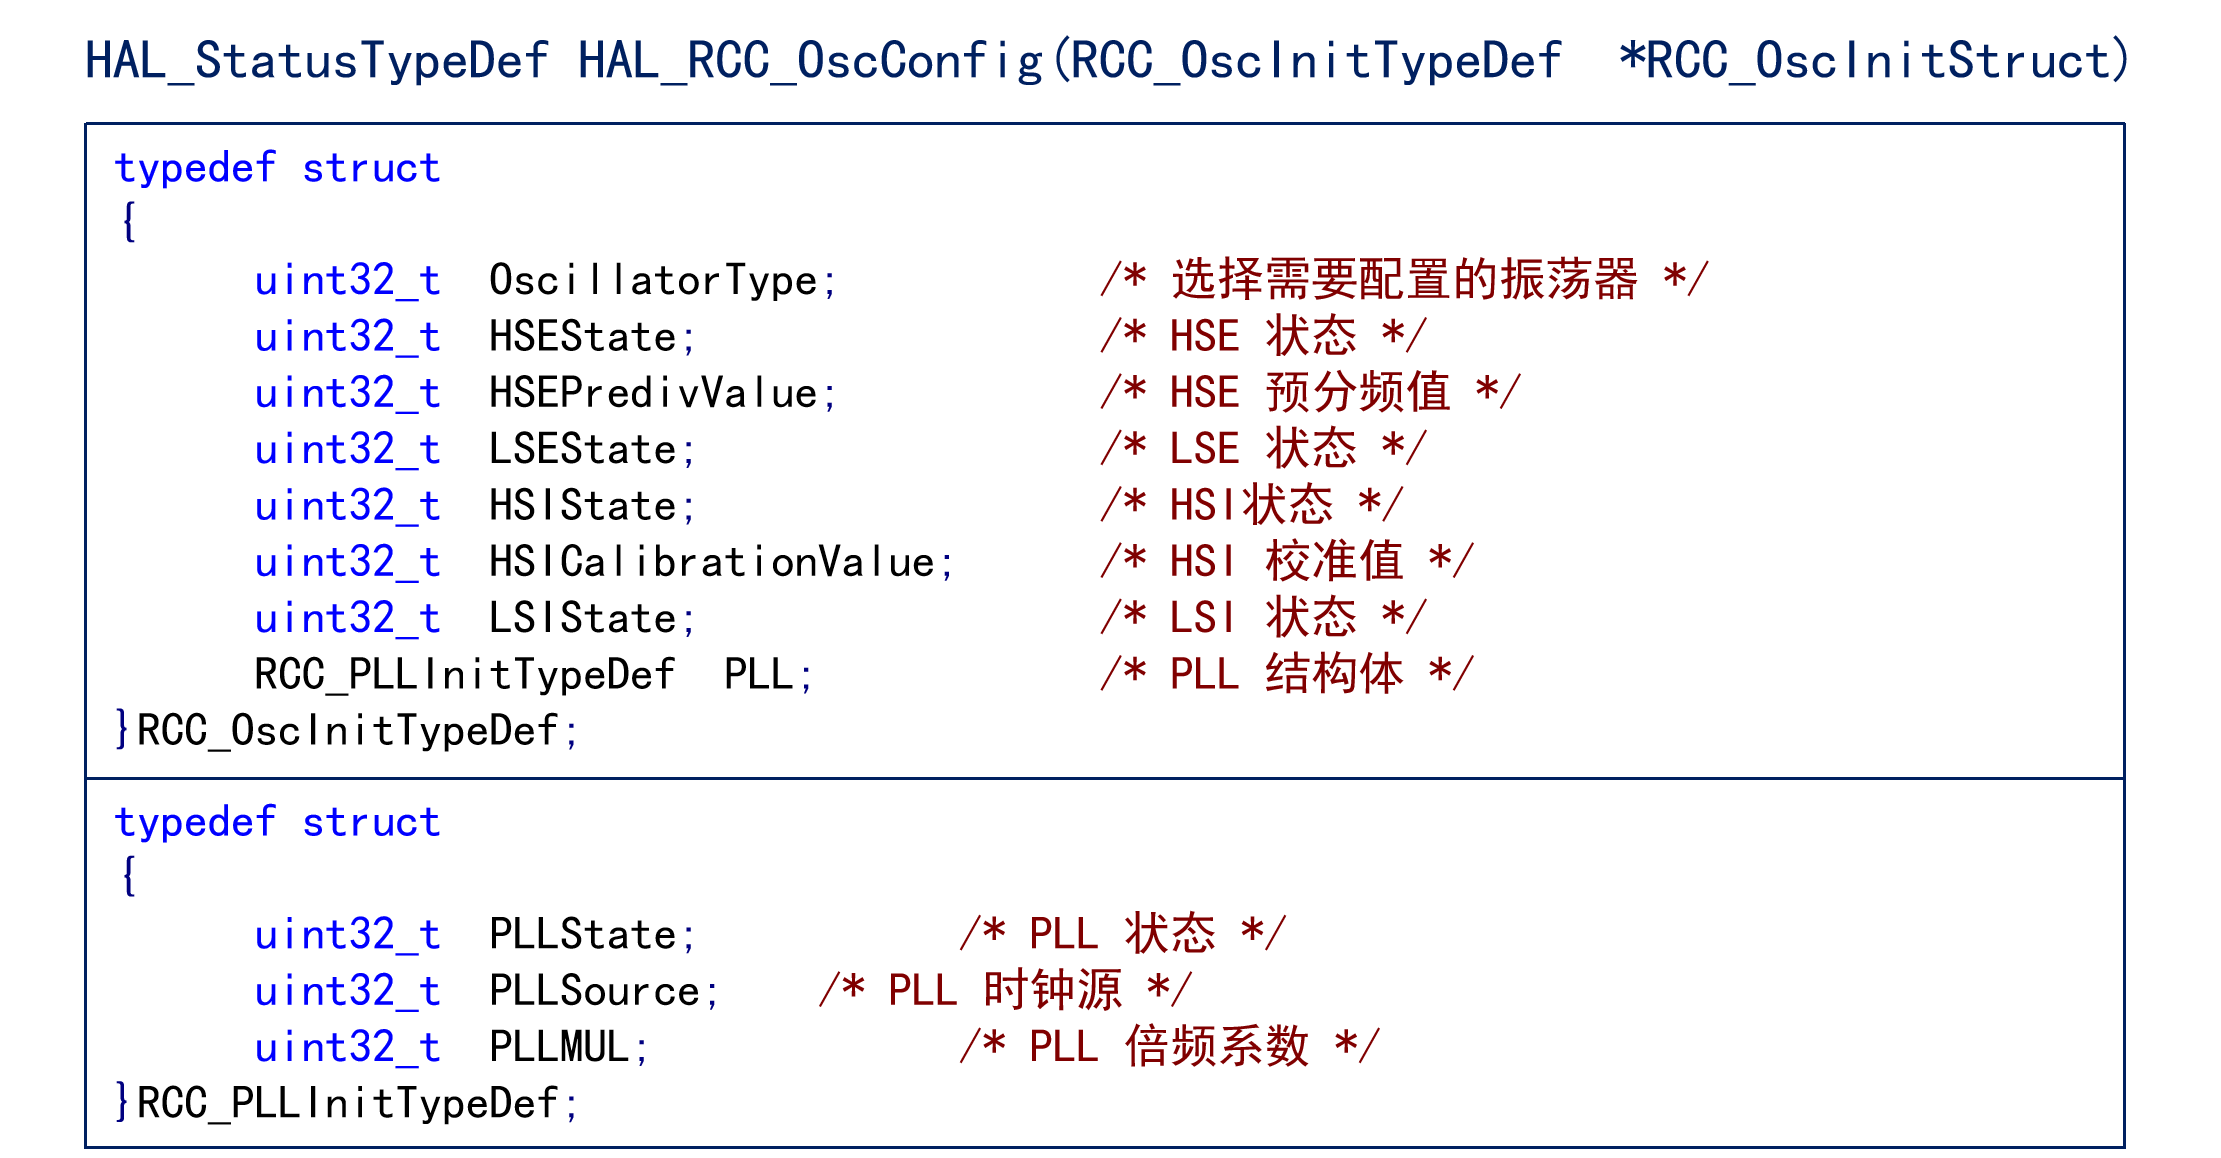 HAL_StatusTypeDef HAL_RCC_OscConfig(RCC_OscInitTypeDef  *RCC_OscInitStruct)
typedef struct
{
      uint32_t  OscillatorType;           /* 选择需要配置的振荡器 */
      uint32_t  HSEState;                 /* HSE 状态 */
      uint32_t  HSEPredivValue;           /* HSE 预分频值 */
      uint32_t  LSEState;                 /* LSE 状态 */
      uint32_t  HSIState;                 /* HSI状态 */
      uint32_t  HSICalibrationValue;      /* HSI 校准值 */
      uint32_t  LSIState;                 /* LSI 状态 */
      RCC_PLLInitTypeDef  PLL;            /* PLL 结构体 */
}RCC_OscInitTypeDef;
typedef struct
{
      uint32_t  PLLState;           /* PLL 状态 */
      uint32_t  PLLSource;    /* PLL 时钟源 */
      uint32_t  PLLMUL;             /* PLL 倍频系数 */
}RCC_PLLInitTypeDef;